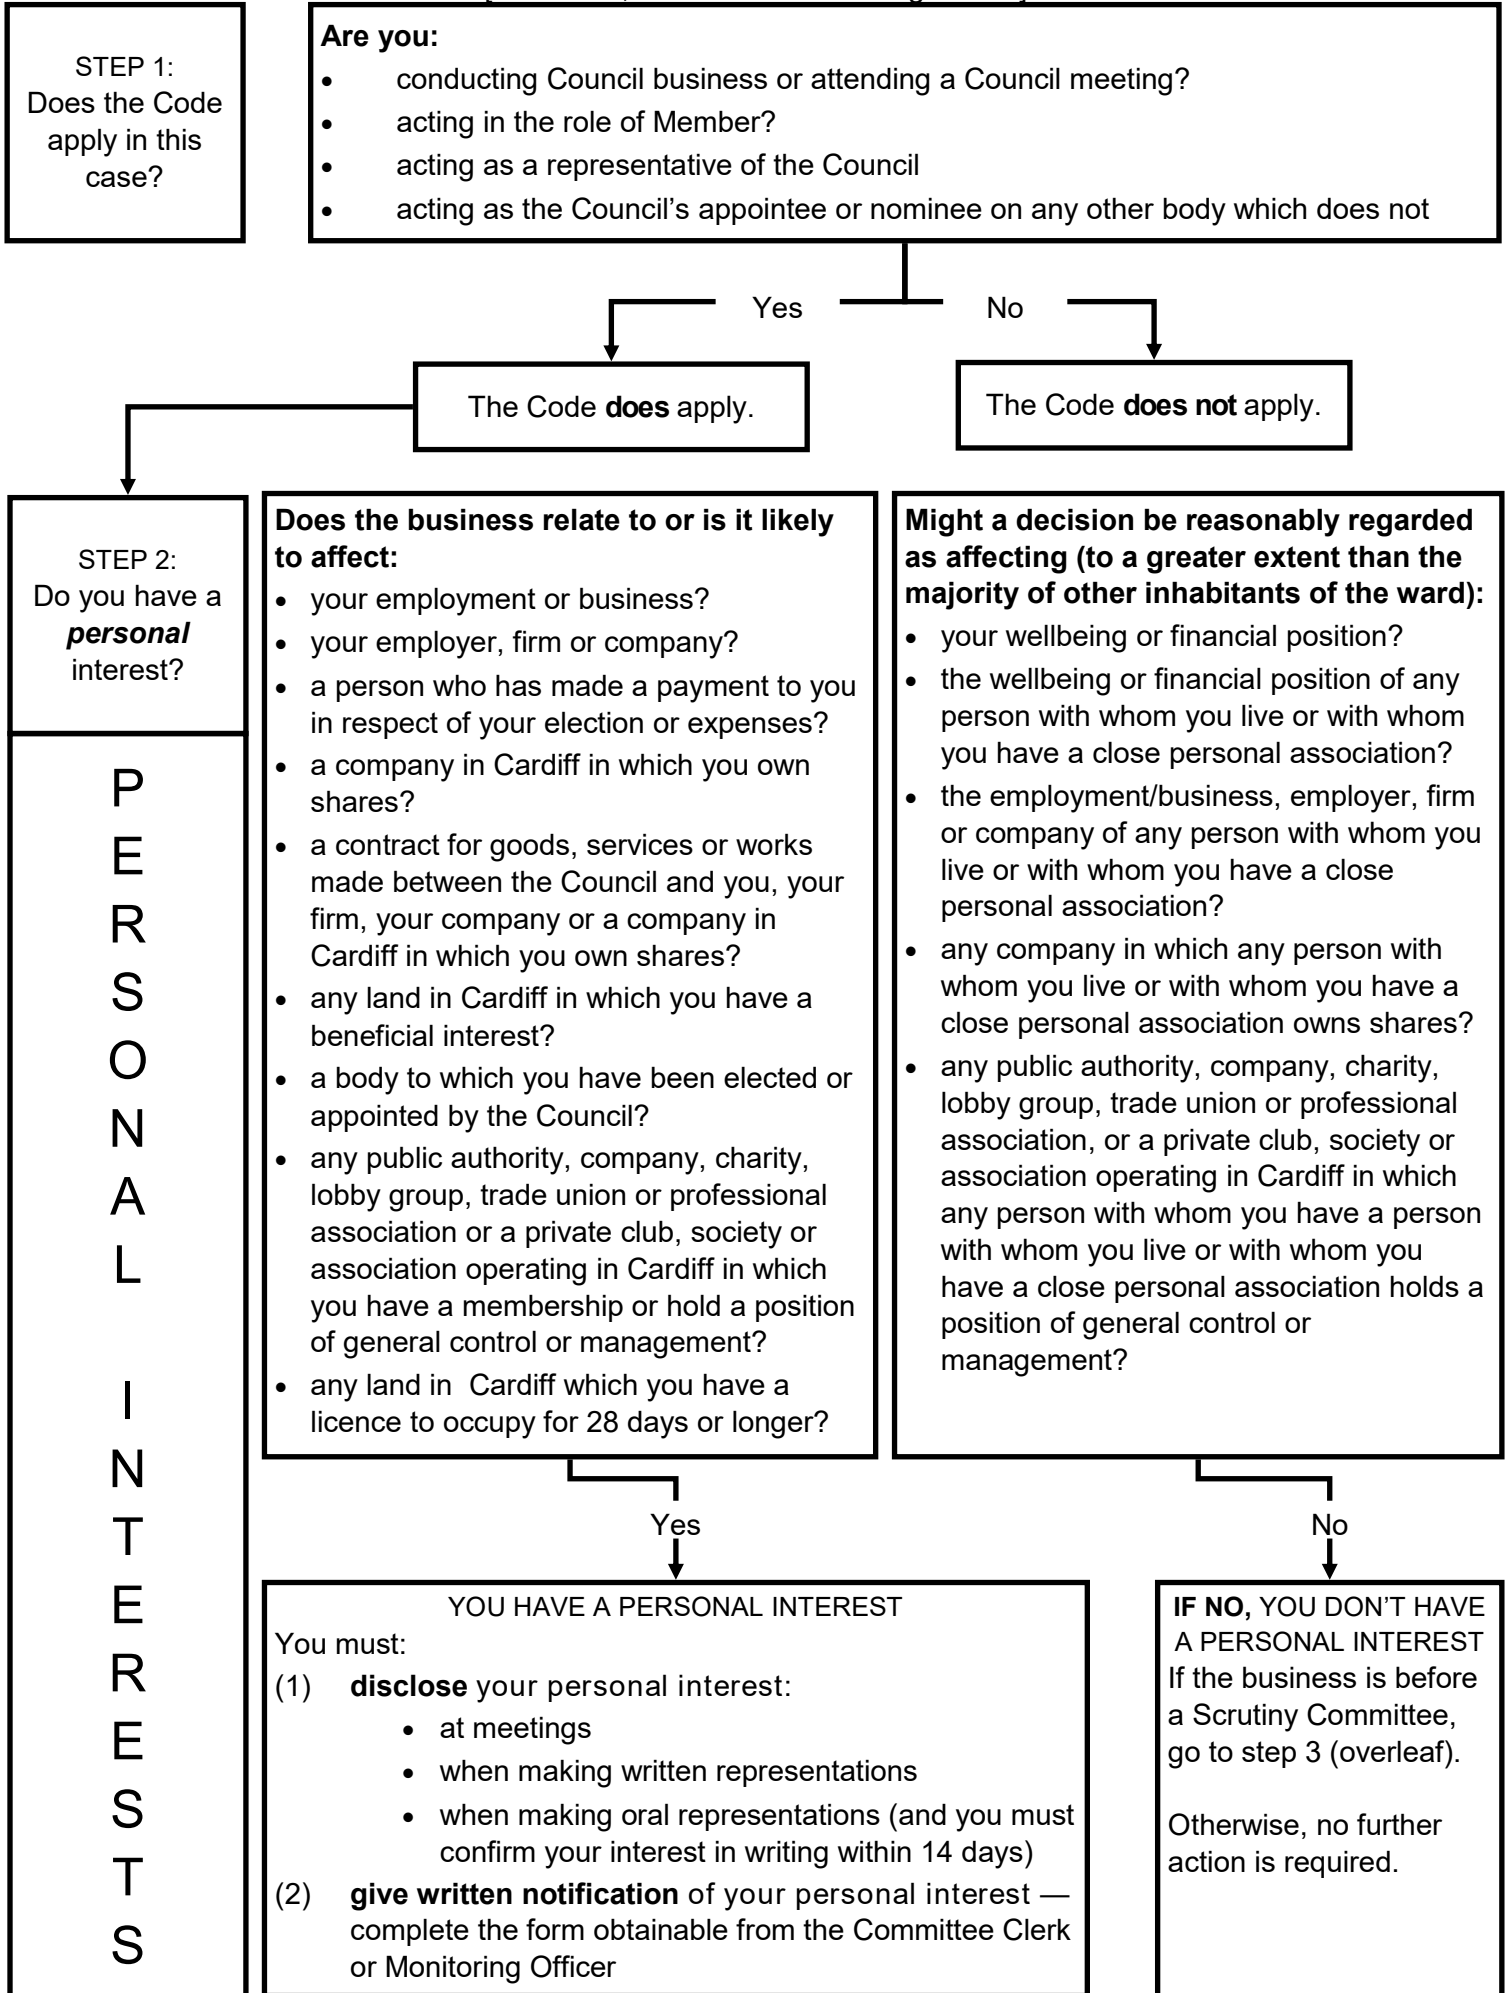 STEP 1:
Does the Code
apply in this
case?
Are you:
• conducting Council business or attending a Council meeting?
• acting in the role of Member?
• acting as a representative of the Council
• acting as the Council’s appointee or nominee on any other body which does not
Yes
No
The Code does apply.
The Code does not apply.
STEP 2:
Do you have a
personal
interest?
PERSONAL INTERESTS
Does the business relate to or is it likely
to affect:
• your employment or business?
• your employer, firm or company?
• a person who has made a payment to you
in respect of your election or expenses?
• a company in Cardiff in which you own
shares?
• a contract for goods, services or works
made between the Council and you, your
firm, your company or a company in
Cardiff in which you own shares?
• any land in Cardiff in which you have a
beneficial interest?
• a body to which you have been elected or
appointed by the Council?
• any public authority, company, charity,
lobby group, trade union or professional
association or a private club, society or
association operating in Cardiff in which
you have a membership or hold a position
of general control or management?
• any land in  Cardiff which you have a
licence to occupy for 28 days or longer?
Might a decision be reasonably regarded
as affecting (to a greater extent than the
majority of other inhabitants of the ward):
• your wellbeing or financial position?
• the wellbeing or financial position of any
person with whom you live or with whom
you have a close personal association?
• the employment/business, employer, firm
or company of any person with whom you
live or with whom you have a close
personal association?
• any company in which any person with
whom you live or with whom you have a
close personal association owns shares?
• any public authority, company, charity,
lobby group, trade union or professional
association, or a private club, society or
association operating in Cardiff in which
any person with whom you have a person
with whom you live or with whom you
have a close personal association holds a
position of general control or
management?
Yes
No
YOU HAVE A PERSONAL INTEREST
You must:
(1) disclose your personal interest:
• at meetings
• when making written representations
• when making oral representations (and you must
confirm your interest in writing within 14 days)
(2) give written notification of your personal interest —
complete the form obtainable from the Committee Clerk
or Monitoring Officer
IF NO, YOU DON’T HAVE
A PERSONAL INTEREST
If the business is before
a Scrutiny Committee,
go to step 3 (overleaf).
Otherwise, no further
action is required.